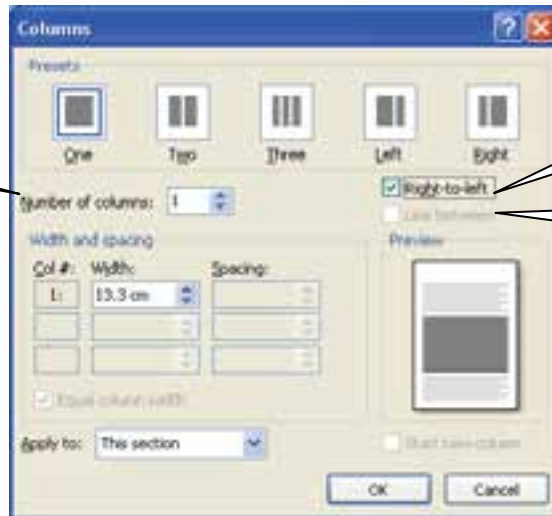 Columns
Presets
One Two Three Left Right
Number of columns: 1
Right-to-left
Line between
Width and spacing
Preview
Col #: Width: Spacing:
1: 13.3 cm
Equal column width
Apply to: This section
Start new column
OK Cancel